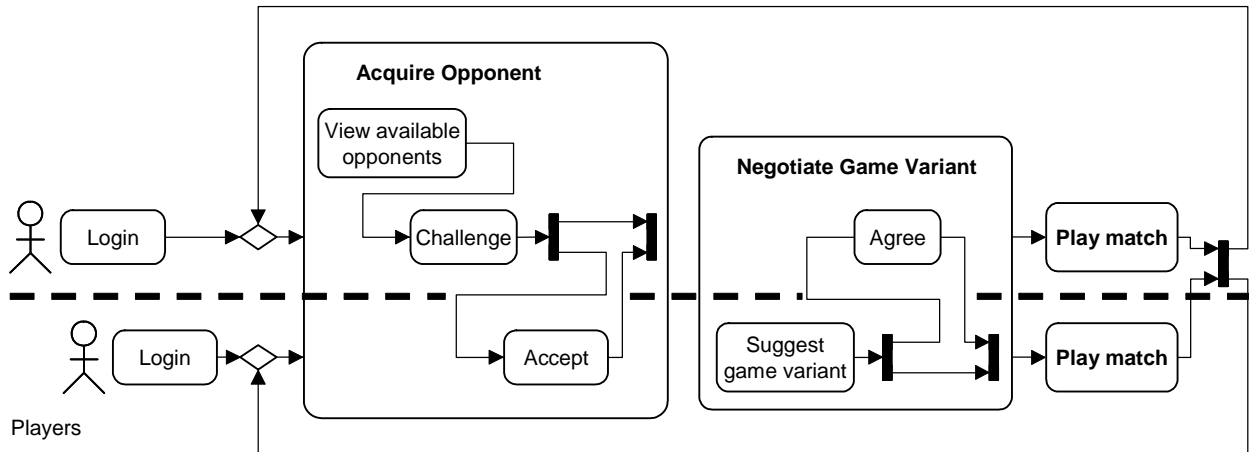 Acquire Opponent
View available
opponents
Negotiate Game Variant
Login
Challenge
Agree
Play match
Login
Accept
Suggest
game variant
Play match
Players